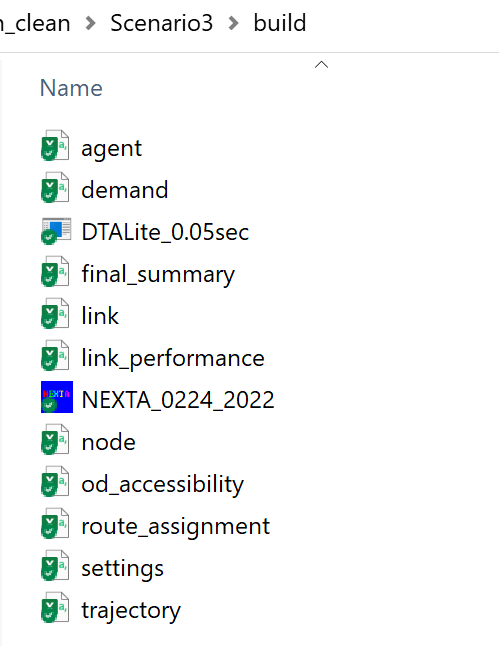 n_clean > Scenario3 > build
Name
agent
demand
DTALite_0.05sec
final_summary
link
link_performance
NEXTA_0224_2022
node
od_accessibility
route_assignment
settings
trajectory